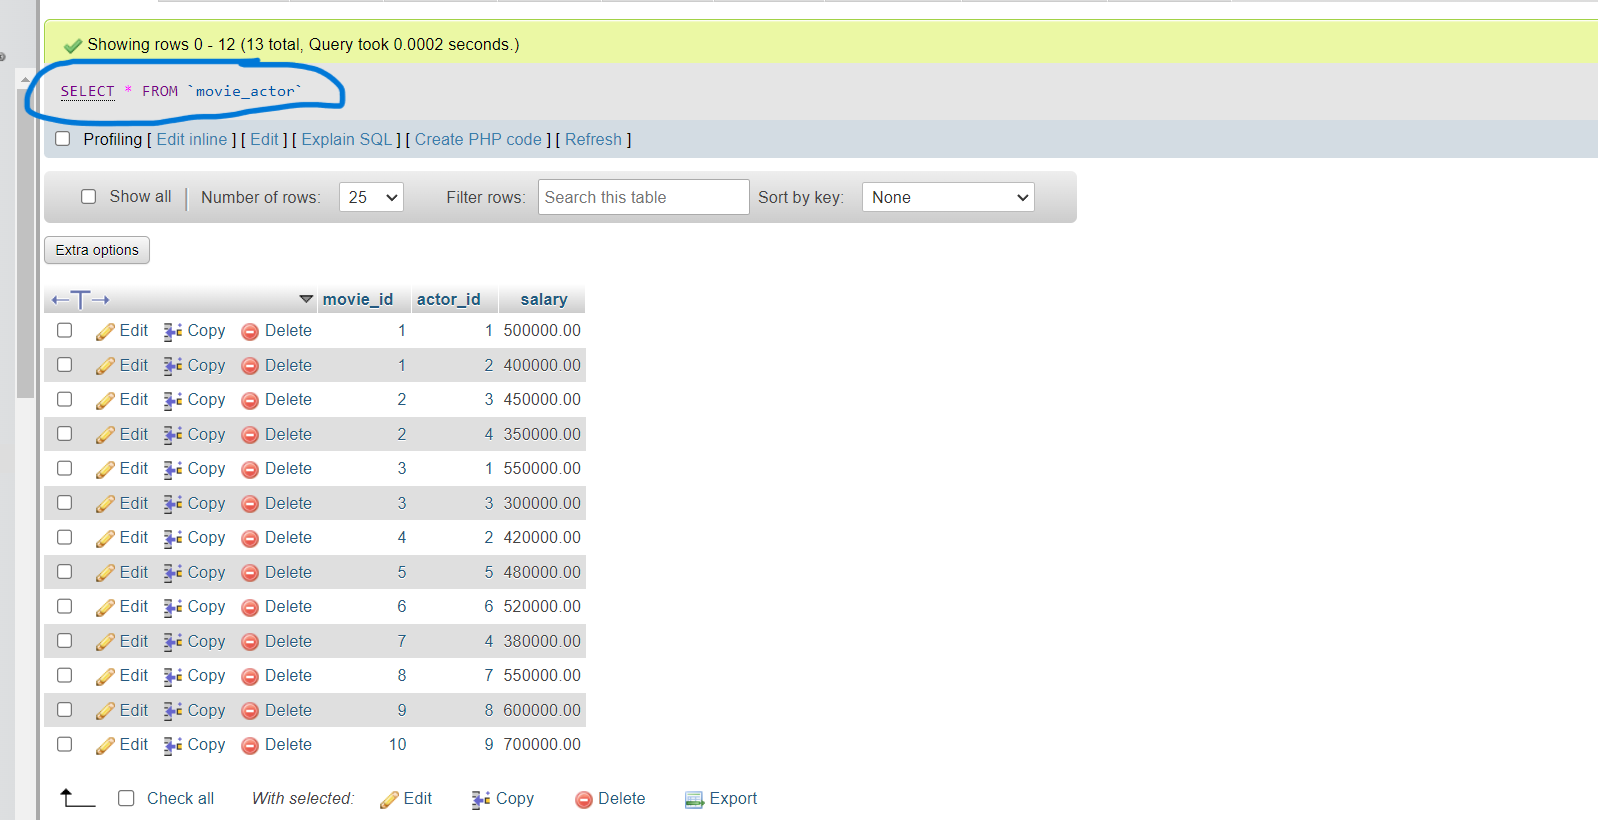 Showing rows 0 - 12 (13 total, Query took 0.0002 seconds.)
SELECT * FROM `movie_actor`
Profiling [ Edit inline ] [ Edit ] [ Explain SQL ] [ Create PHP code ] [ Refresh ]
Show all Number of rows: 25 Filter rows: Search this table Sort by key: None
Extra options
movie_id actor_id salary
Edit Copy Delete 1 1 500000.00
Edit Copy Delete 1 2 400000.00
Edit Copy Delete 2 3 450000.00
Edit Copy Delete 2 4 350000.00
Edit Copy Delete 3 1 550000.00
Edit Copy Delete 3 3 300000.00
Edit Copy Delete 4 2 420000.00
Edit Copy Delete 5 5 480000.00
Edit Copy Delete 6 6 520000.00
Edit Copy Delete 7 4 380000.00
Edit Copy Delete 8 7 550000.00
Edit Copy Delete 9 8 600000.00
Edit Copy Delete 10 9 700000.00
Check all With selected: Edit Copy Delete Export